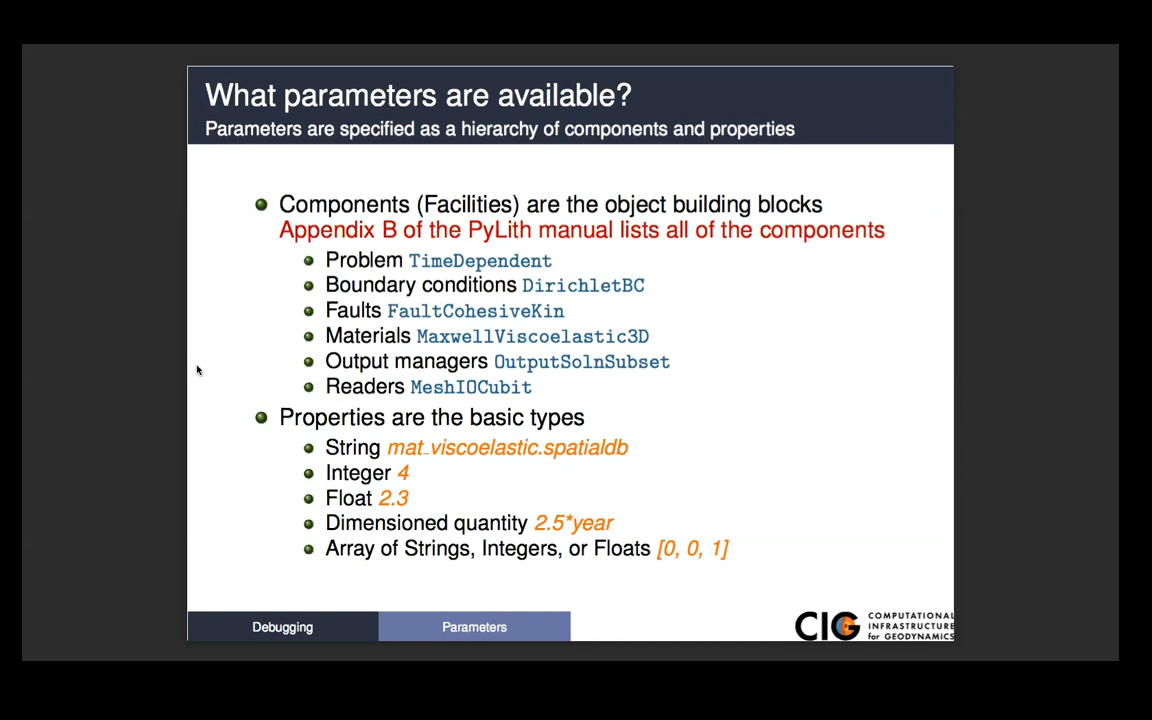 What parameters are available?
Parameters are specified as a hierarchy of components and properties
Components (Facilities) are the object building blocks
Appendix B of the PyLith manual lists all of the components
Problem TimeDependent
Boundary conditions DirichletBC
Faults FaultCohesiveKin
Materials MaxwellViscoelastic3D
Output managers OutputSolnSubset
Readers MeshIOCubit
Properties are the basic types
String mat_viscoelastic.spatialdb
Integer 4
Float 2.3
Dimensioned quantity 2.5*year
Array of Strings, Integers, or Floats [0, 0, 1]
Debugging
Parameters
CIG
COMPUTATIONAL
INFRASTRUCTURE
for GEODYNAMICS